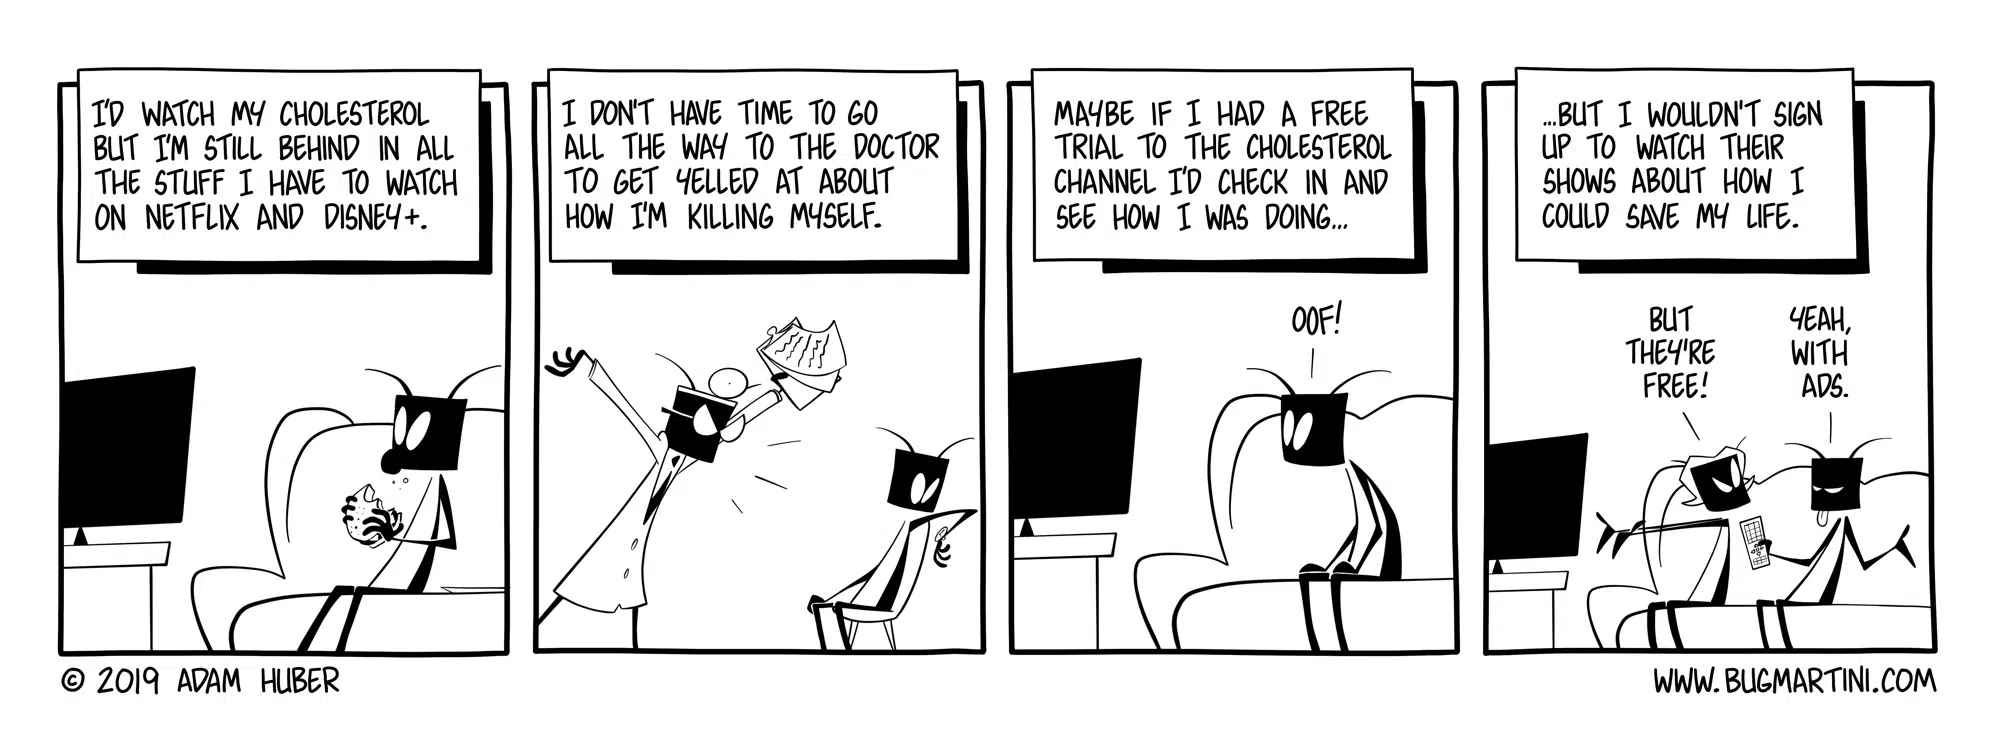 I'D WATCH MY CHOLESTEROL
BUT I'M STILL BEHIND IN ALL
THE STUFF I HAVE TO WATCH
ON NETFLIX AND DISNEY+.
I DON'T HAVE TIME TO GO
ALL THE WAY TO THE DOCTOR
TO GET YELLED AT ABOUT
HOW I'M KILLING MYSELF.
MAYBE IF I HAD A FREE
TRIAL TO THE CHOLESTEROL
CHANNEL I'D CHECK IN AND
SEE HOW I WAS DOING...
OOF!
...BUT I WOULDN'T SIGN
UP TO WATCH THEIR
SHOWS ABOUT HOW I
COULD SAVE MY LIFE.
BUT
THEY'RE
FREE!
YEAH,
WITH
ADS.
© 2019 ADAM HUBER
WWW.BUGMARTINI.COM